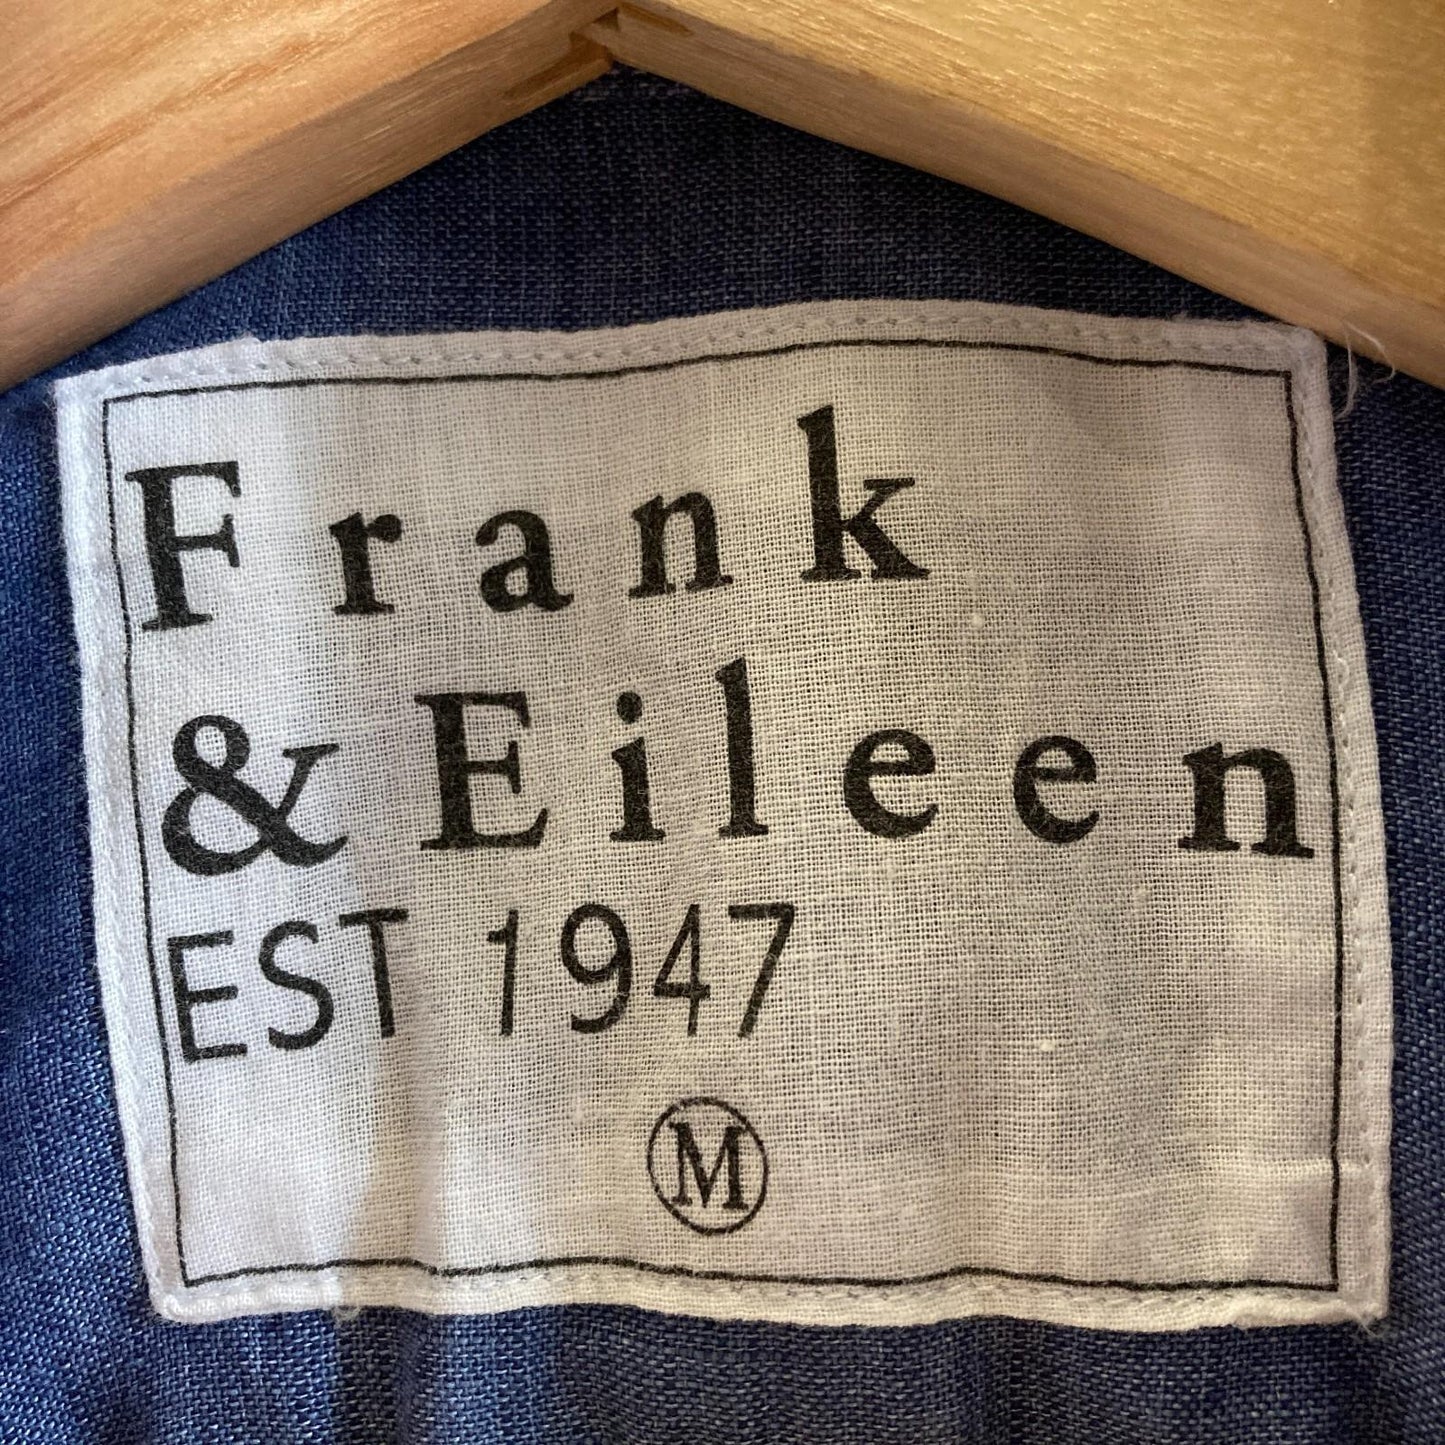 Frank
& Eileen
EST 1947
M